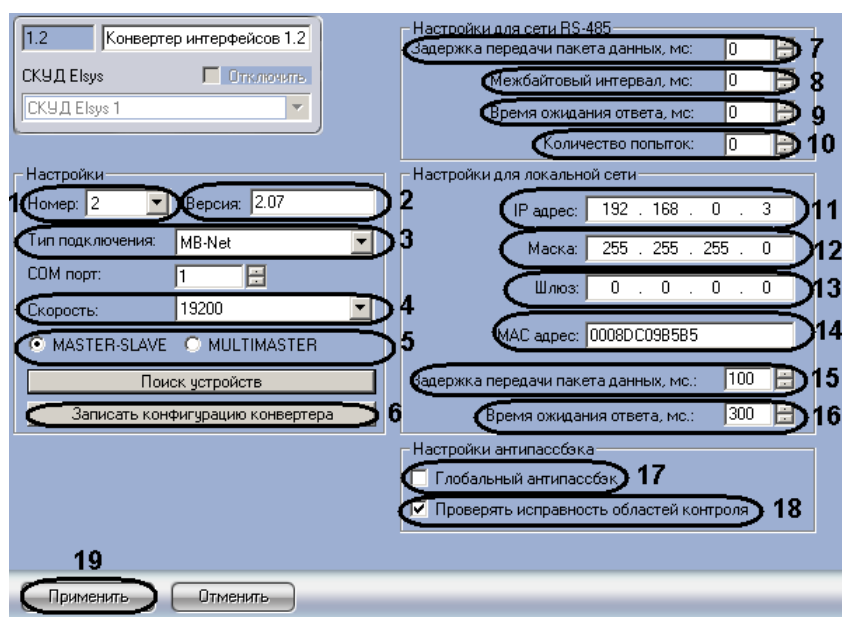 1.2 Конвертер интерфейсов 1.2
СКУД Elsys Отключить
СКУД Elsys 1
Настройки
1 Номер: 2 Версия: 2.07 2
Тип подключения: MB-Net 3
COM порт: 1
Скорость: 19200 4
MASTER-SLAVE MULTIMASTER 5
Поиск устройств
Записать конфигурацию конвертера 6
Настройки для сети RS-485
Задержка передачи пакета данных, мс: 0 7
Межбайтовый интервал, мс: 0 8
Время ожидания ответа, мс: 0 9
Количество попыток: 0 10
Настройки для локальной сети
IP адрес: 192 . 168 . 0 . 3 11
Маска: 255 . 255 . 255 . 0 12
Шлюз: 0 . 0 . 0 . 0 13
MAC адрес: 0008DC09B5B5 14
Задержка передачи пакета данных, мс.: 100 15
Время ожидания ответа, мс.: 300 16
Настройки антипассбэка
Глобальный антипассбэк 17
Проверять исправность областей контроля 18
19
Применить Отменить